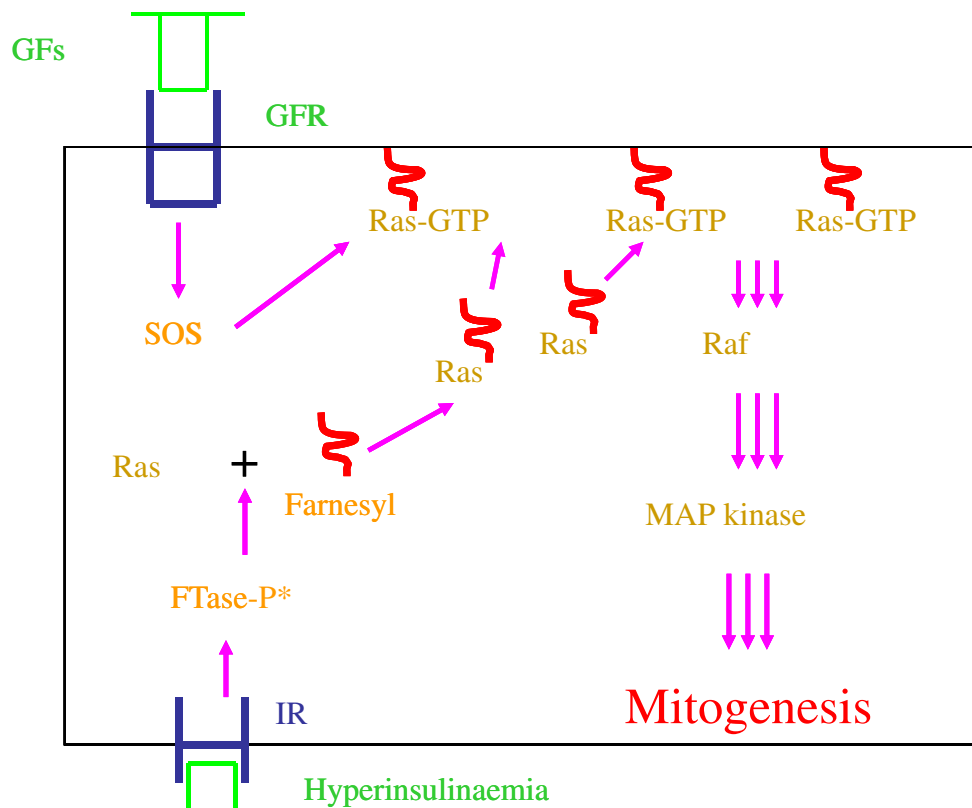 GFs
GFR
Ras-GTP
Ras-GTP
Ras-GTP
SOS
Ras
Ras
Raf
Ras
+
Farnesyl
MAP kinase
FTase-P*
IR
Mitogenesis
Hyperinsulinaemia